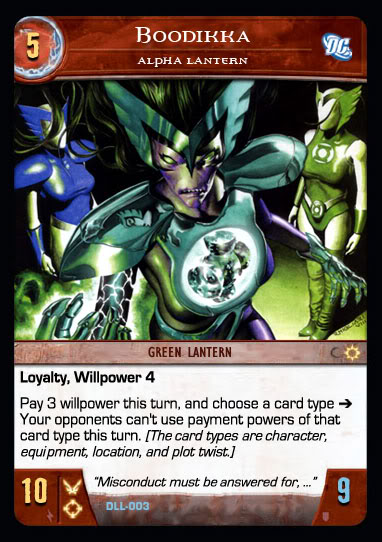 5
BOODIKKA
ALPHA LANTERN
DC
GREEN LANTERN
C
Loyalty, Willpower 4
Pay 3 willpower this turn, and choose a card type ➔
Your opponents can't use payment powers of that
card type this turn. [The card types are character,
equipment, location, and plot twist.]
10
"Misconduct must be answered for, ..."
DLL-003
9